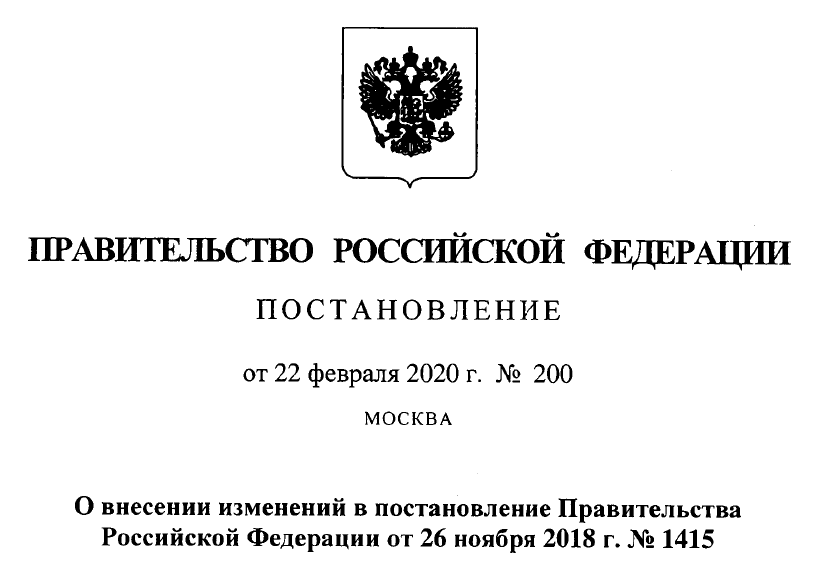 ПРАВИТЕЛЬСТВО РОССИЙСКОЙ ФЕДЕРАЦИИ
ПОСТАНОВЛЕНИЕ
от 22 февраля 2020 г. № 200
МОСКВА
О внесении изменений в постановление Правительства
Российской Федерации от 26 ноября 2018 г. № 1415